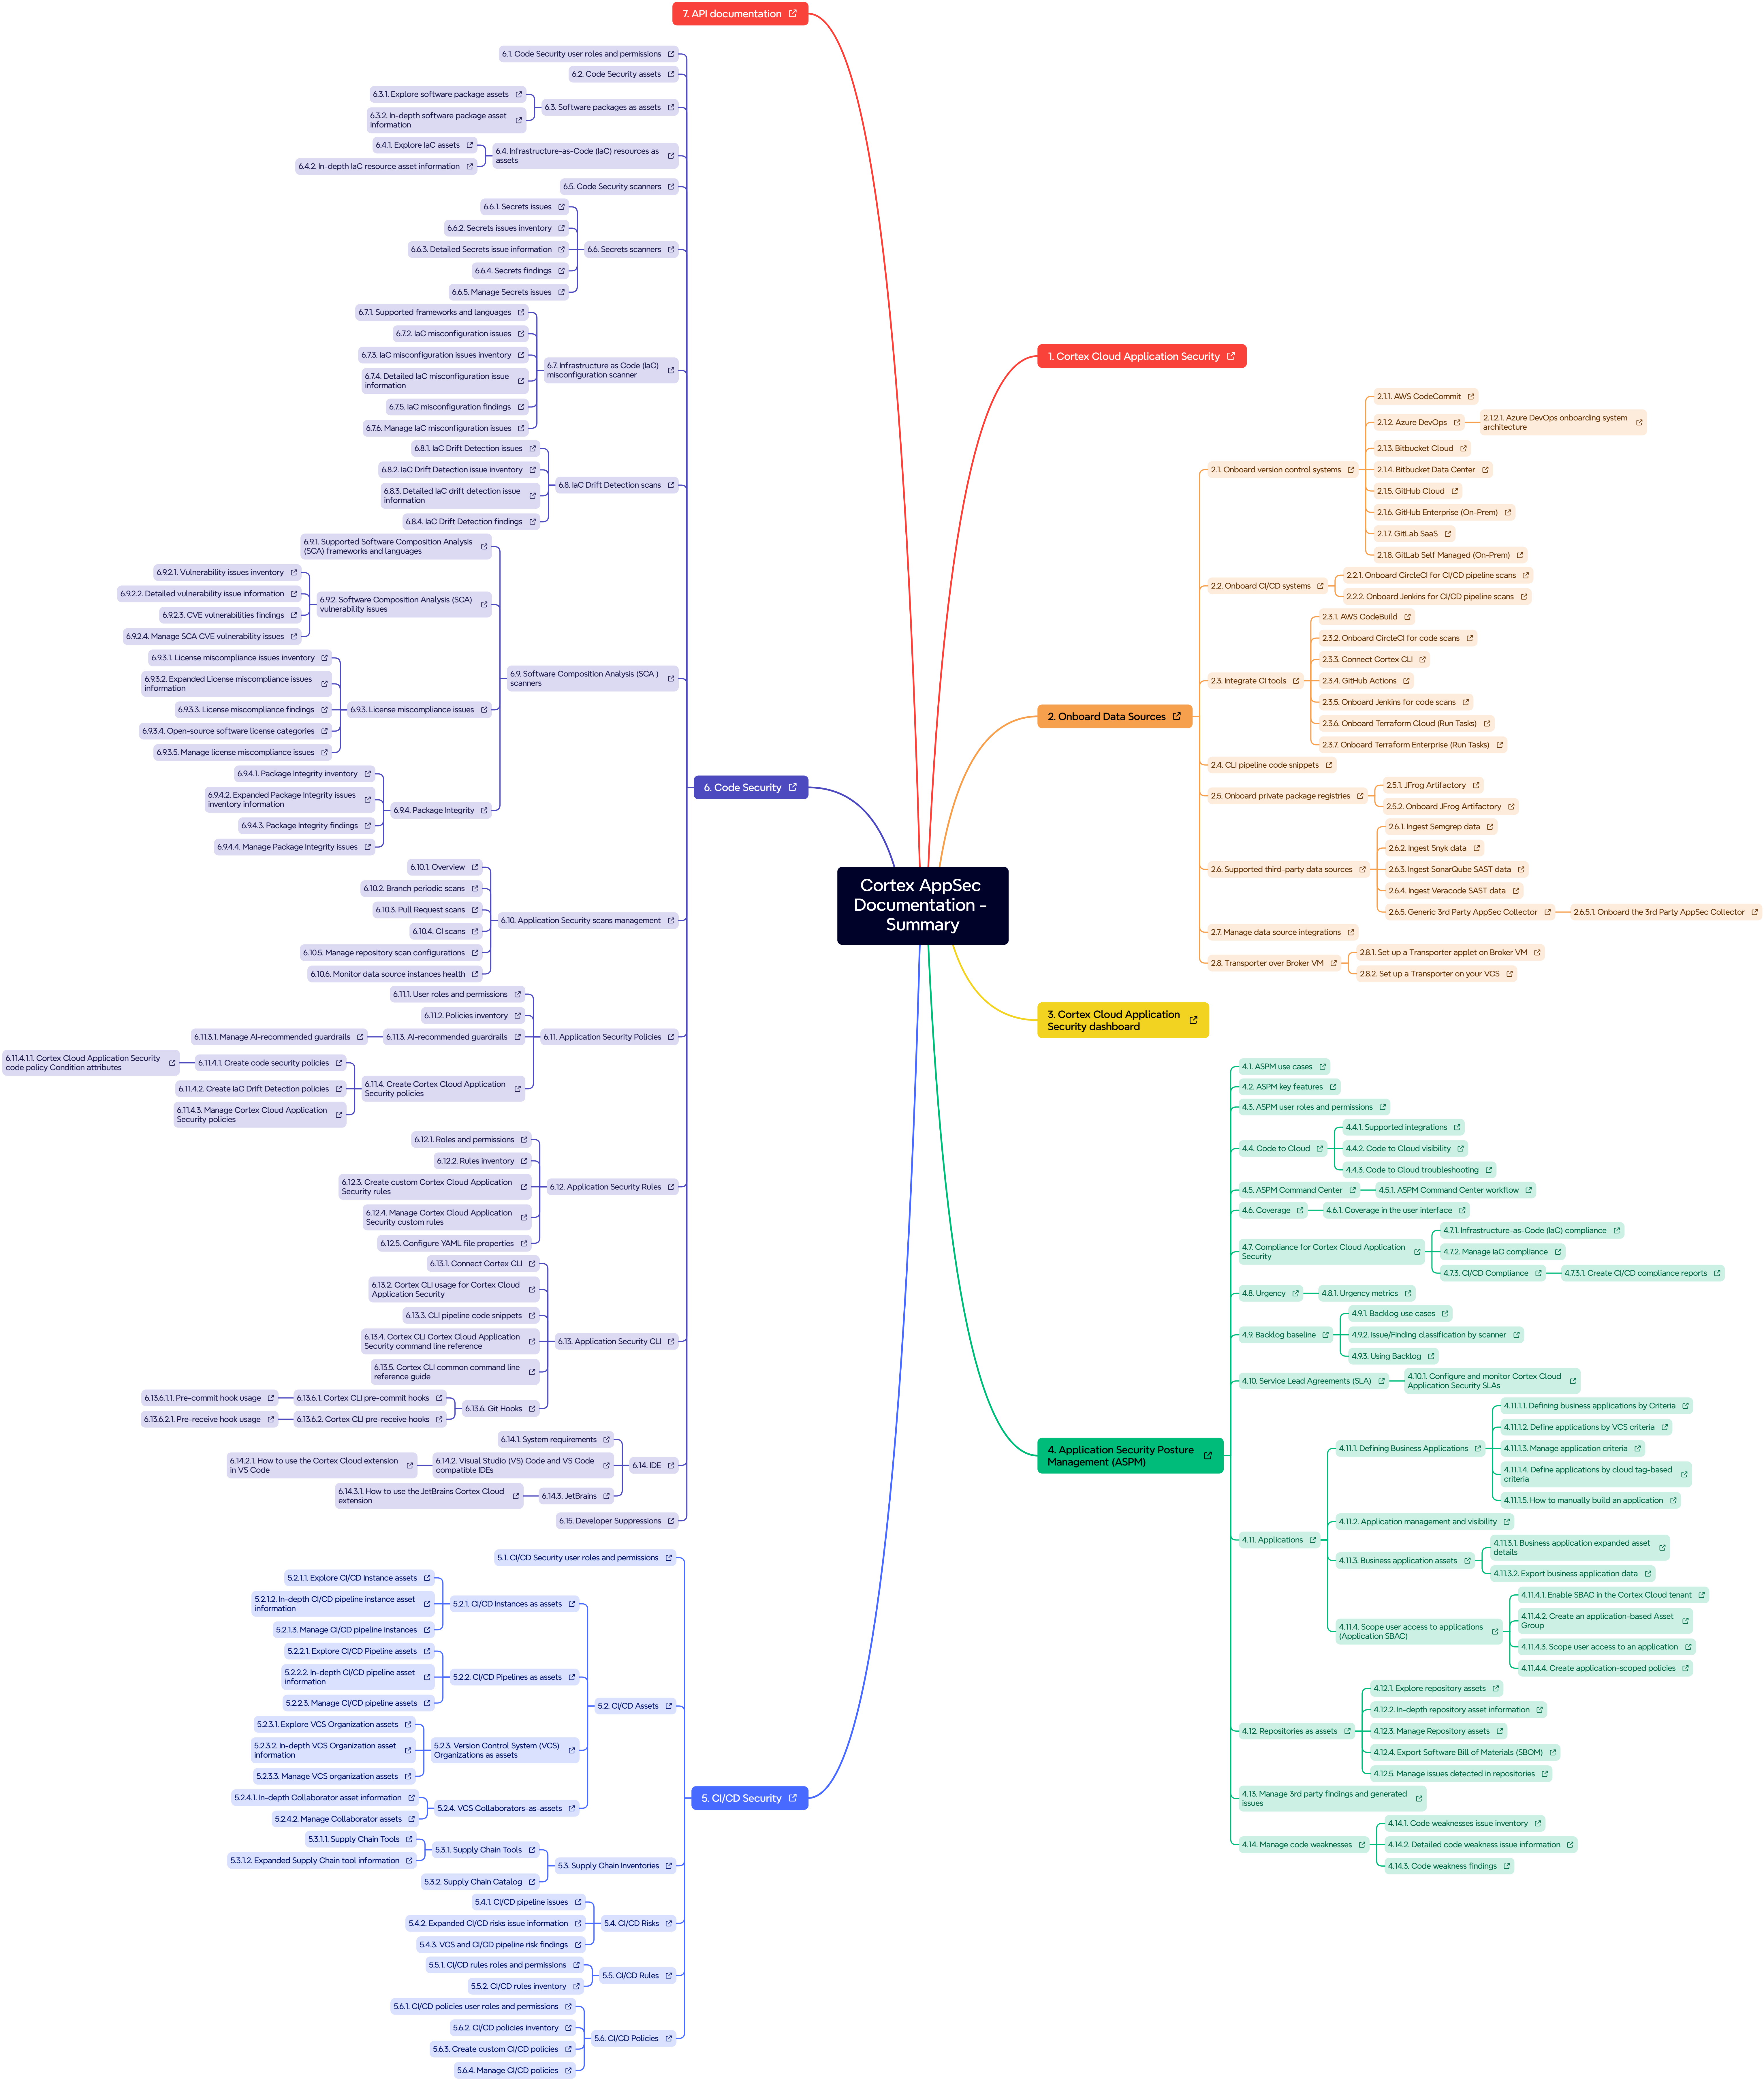 Cortex AppSec
Documentation -
Summary
1. Cortex Cloud Application Security
2. Onboard Data Sources
2.1. Onboard version control systems
2.1.1. AWS CodeCommit
2.1.2. Azure DevOps
2.1.2.1. Azure DevOps onboarding system
architecture
2.1.3. Bitbucket Cloud
2.1.4. Bitbucket Data Center
2.1.5. GitHub Cloud
2.1.6. GitHub Enterprise (On-Prem)
2.1.7. GitLab SaaS
2.1.8. GitLab Self Managed (On-Prem)
2.2. Onboard CI/CD systems
2.2.1. Onboard CircleCI for CI/CD pipeline scans
2.2.2. Onboard Jenkins for CI/CD pipeline scans
2.3. Integrate CI tools
2.3.1. AWS CodeBuild
2.3.2. Onboard CircleCI for code scans
2.3.3. Connect Cortex CLI
2.3.4. GitHub Actions
2.3.5. Onboard Jenkins for code scans
2.3.6. Onboard Terraform Cloud (Run Tasks)
2.3.7. Onboard Terraform Enterprise (Run Tasks)
2.4. CLI pipeline code snippets
2.5. Onboard private package registries
2.5.1. JFrog Artifactory
2.5.2. Onboard JFrog Artifactory
2.6. Supported third-party data sources
2.6.1. Ingest Semgrep data
2.6.2. Ingest Snyk data
2.6.3. Ingest SonarQube SAST data
2.6.4. Ingest Veracode SAST data
2.6.5. Generic 3rd Party AppSec Collector
2.6.5.1. Onboard the 3rd Party AppSec Collector
2.7. Manage data source integrations
2.8. Transporter over Broker VM
2.8.1. Set up a Transporter applet on Broker VM
2.8.2. Set up a Transporter on your VCS
3. Cortex Cloud Application
Security dashboard
4. Application Security Posture
Management (ASPM)
4.1. ASPM use cases
4.2. ASPM key features
4.3. ASPM user roles and permissions
4.4. Code to Cloud
4.4.1. Supported integrations
4.4.2. Code to Cloud visibility
4.4.3. Code to Cloud troubleshooting
4.5. ASPM Command Center
4.5.1. ASPM Command Center workflow
4.6. Coverage
4.6.1. Coverage in the user interface
4.7. Compliance for Cortex Cloud Application
Security
4.7.1. Infrastructure-as-Code (IaC) compliance
4.7.2. Manage IaC compliance
4.7.3. CI/CD Compliance
4.7.3.1. Create CI/CD compliance reports
4.8. Urgency
4.8.1. Urgency metrics
4.9. Backlog baseline
4.9.1. Backlog use cases
4.9.2. Issue/Finding classification by scanner
4.9.3. Using Backlog
4.10. Service Lead Agreements (SLA)
4.10.1. Configure and monitor Cortex Cloud
Application Security SLAs
4.11. Applications
4.11.1. Defining Business Applications
4.11.1.1. Defining business applications by Criteria
4.11.1.2. Define applications by VCS criteria
4.11.1.3. Manage application criteria
4.11.1.4. Define applications by cloud tag-based
criteria
4.11.1.5. How to manually build an application
4.11.2. Application management and visibility
4.11.3. Business application assets
4.11.3.1. Business application expanded asset
details
4.11.3.2. Export business application data
4.11.4. Scope user access to applications
(Application SBAC)
4.11.4.1. Enable SBAC in the Cortex Cloud tenant
4.11.4.2. Create an application-based Asset
Group
4.11.4.3. Scope user access to an application
4.11.4.4. Create application-scoped policies
4.12. Repositories as assets
4.12.1. Explore repository assets
4.12.2. In-depth repository asset information
4.12.3. Manage Repository assets
4.12.4. Export Software Bill of Materials (SBOM)
4.12.5. Manage issues detected in repositories
4.13. Manage 3rd party findings and generated
issues
4.14. Manage code weaknesses
4.14.1. Code weaknesses issue inventory
4.14.2. Detailed code weakness issue information
4.14.3. Code weakness findings
5. CI/CD Security
5.1. CI/CD Security user roles and permissions
5.2. CI/CD Assets
5.2.1. CI/CD Instances as assets
5.2.1.1. Explore CI/CD Instance assets
5.2.1.2. In-depth CI/CD pipeline instance asset
information
5.2.1.3. Manage CI/CD pipeline instances
5.2.2. CI/CD Pipelines as assets
5.2.2.1. Explore CI/CD Pipeline assets
5.2.2.2. In-depth CI/CD pipeline asset
information
5.2.2.3. Manage CI/CD pipeline assets
5.2.3. Version Control System (VCS)
Organizations as assets
5.2.3.1. Explore VCS Organization assets
5.2.3.2. In-depth VCS Organization asset
information
5.2.3.3. Manage VCS organization assets
5.2.4. VCS Collaborators-as-assets
5.2.4.1. In-depth Collaborator asset information
5.2.4.2. Manage Collaborator assets
5.3. Supply Chain Inventories
5.3.1. Supply Chain Tools
5.3.1.1. Supply Chain Tools
5.3.1.2. Expanded Supply Chain tool information
5.3.2. Supply Chain Catalog
5.4. CI/CD Risks
5.4.1. CI/CD pipeline issues
5.4.2. Expanded CI/CD risks issue information
5.4.3. VCS and CI/CD pipeline risk findings
5.5. CI/CD Rules
5.5.1. CI/CD rules roles and permissions
5.5.2. CI/CD rules inventory
5.6. CI/CD Policies
5.6.1. CI/CD policies user roles and permissions
5.6.2. CI/CD policies inventory
5.6.3. Create custom CI/CD policies
5.6.4. Manage CI/CD policies
6. Code Security
6.1. Code Security user roles and permissions
6.2. Code Security assets
6.3. Software packages as assets
6.3.1. Explore software package assets
6.3.2. In-depth software package asset
information
6.4. Infrastructure-as-Code (IaC) resources as
assets
6.4.1. Explore IaC assets
6.4.2. In-depth IaC resource asset information
6.5. Code Security scanners
6.6. Secrets scanners
6.6.1. Secrets issues
6.6.2. Secrets issues inventory
6.6.3. Detailed Secrets issue information
6.6.4. Secrets findings
6.6.5. Manage Secrets issues
6.7. Infrastructure as Code (IaC)
misconfiguration scanner
6.7.1. Supported frameworks and languages
6.7.2. IaC misconfiguration issues
6.7.3. IaC misconfiguration issues inventory
6.7.4. Detailed IaC misconfiguration issue
information
6.7.5. IaC misconfiguration findings
6.7.6. Manage IaC misconfiguration issues
6.8. IaC Drift Detection scans
6.8.1. IaC Drift Detection issues
6.8.2. IaC Drift Detection issue inventory
6.8.3. Detailed IaC drift detection issue
information
6.8.4. IaC Drift Detection findings
6.9. Software Composition Analysis (SCA )
scanners
6.9.1. Supported Software Composition Analysis
(SCA) frameworks and languages
6.9.2. Software Composition Analysis (SCA)
vulnerability issues
6.9.2.1. Vulnerability issues inventory
6.9.2.2. Detailed vulnerability issue information
6.9.2.3. CVE vulnerabilities findings
6.9.2.4. Manage SCA CVE vulnerability issues
6.9.3. License miscompliance issues
6.9.3.1. License miscompliance issues inventory
6.9.3.2. Expanded License miscompliance issues
information
6.9.3.3. License miscompliance findings
6.9.3.4. Open-source software license categories
6.9.3.5. Manage license miscompliance issues
6.9.4. Package Integrity
6.9.4.1. Package Integrity inventory
6.9.4.2. Expanded Package Integrity issues
inventory information
6.9.4.3. Package Integrity findings
6.9.4.4. Manage Package Integrity issues
6.10. Application Security scans management
6.10.1. Overview
6.10.2. Branch periodic scans
6.10.3. Pull Request scans
6.10.4. CI scans
6.10.5. Manage repository scan configurations
6.10.6. Monitor data source instances health
6.11. Application Security Policies
6.11.1. User roles and permissions
6.11.2. Policies inventory
6.11.3. AI-recommended guardrails
6.11.3.1. Manage AI-recommended guardrails
6.11.4. Create Cortex Cloud Application
Security policies
6.11.4.1. Create code security policies
6.11.4.1.1. Cortex Cloud Application Security
code policy Condition attributes
6.11.4.2. Create IaC Drift Detection policies
6.11.4.3. Manage Cortex Cloud Application
Security policies
6.12. Application Security Rules
6.12.1. Roles and permissions
6.12.2. Rules inventory
6.12.3. Create custom Cortex Cloud Application
Security rules
6.12.4. Manage Cortex Cloud Application
Security custom rules
6.12.5. Configure YAML file properties
6.13. Application Security CLI
6.13.1. Connect Cortex CLI
6.13.2. Cortex CLI usage for Cortex Cloud
Application Security
6.13.3. CLI pipeline code snippets
6.13.4. Cortex CLI Cortex Cloud Application
Security command line reference
6.13.5. Cortex CLI common command line
reference guide
6.13.6. Git Hooks
6.13.6.1. Cortex CLI pre-commit hooks
6.13.6.1.1. Pre-commit hook usage
6.13.6.2. Cortex CLI pre-receive hooks
6.13.6.2.1. Pre-receive hook usage
6.14. IDE
6.14.1. System requirements
6.14.2. Visual Studio (VS) Code and VS Code
compatible IDEs
6.14.2.1. How to use the Cortex Cloud extension
in VS Code
6.14.3. JetBrains
6.14.3.1. How to use the JetBrains Cortex Cloud
extension
6.15. Developer Suppressions
7. API documentation